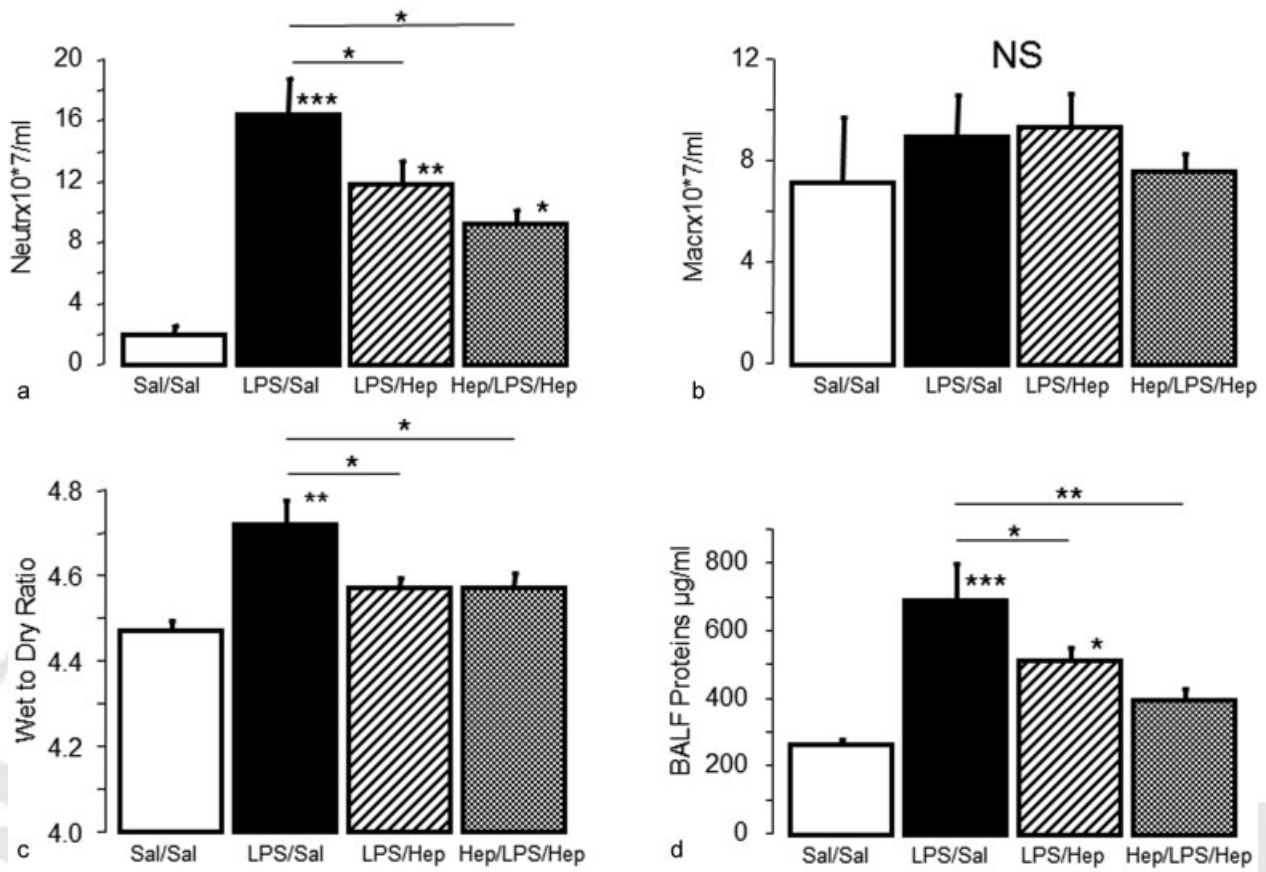 *
*
***
**
*
20
16
12
8
4
0
Neutrx10*7/ml
Sal/Sal LPS/Sal LPS/Hep Hep/LPS/Hep
a
NS
12
8
4
0
Macrx10*7/ml
Sal/Sal LPS/Sal LPS/Hep Hep/LPS/Hep
b
*
*
**
4.8
4.6
4.4
4.2
4.0
Wet to Dry Ratio
Sal/Sal LPS/Sal LPS/Hep Hep/LPS/Hep
c
**
*
***
*
800
600
400
200
0
BALF Proteins µg/ml
Sal/Sal LPS/Sal LPS/Hep Hep/LPS/Hep
d